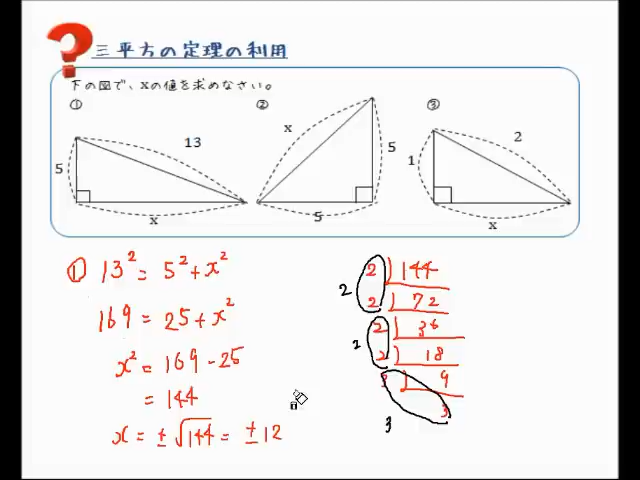 ?
三平方の定理の利用
下の図で、xの値を求めなさい。
① ② ③
5 13 x
x 5 5
1 2 x
① 13² = 5² + x²
169 = 25 + x²
x² = 169 - 25
= 144
x = ±√144 = ±12
2 ) 144
2 ) 72
2 ) 36
2 ) 18
3 ) 9
3
2
2
3